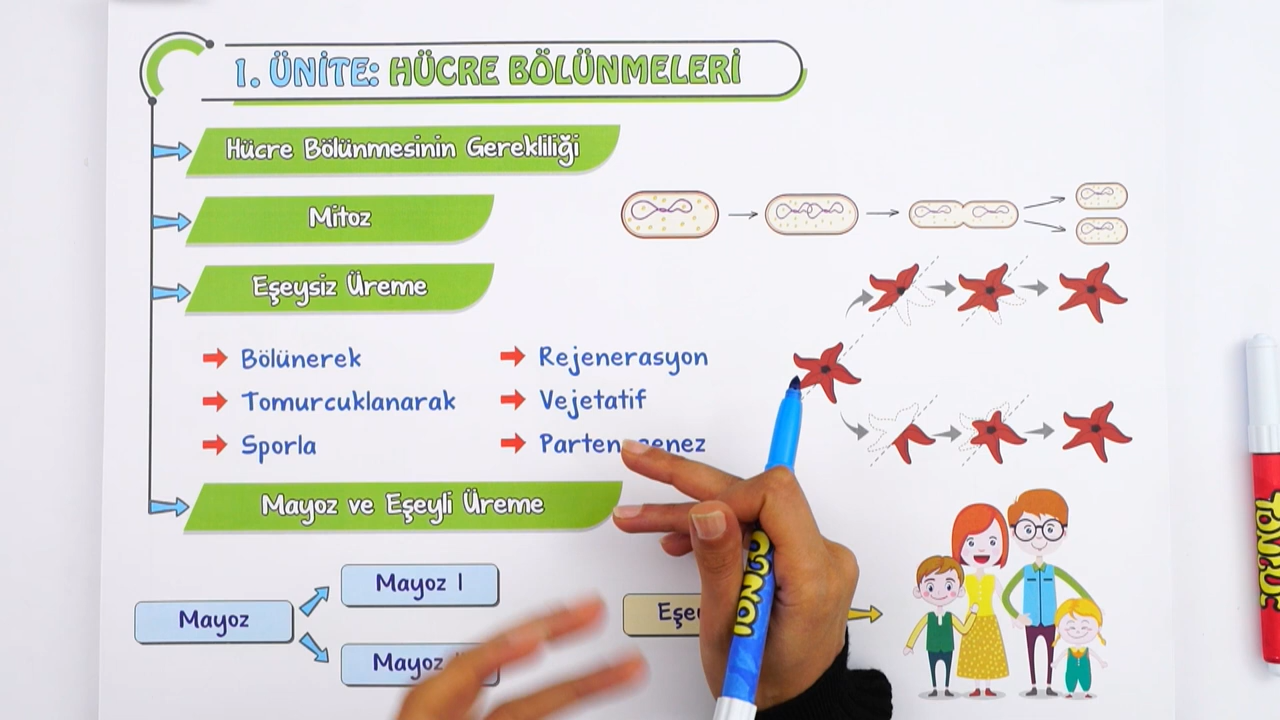 1. ÜNİTE: HÜCRE BÖLÜNMELERİ
Hücre Bölünmesinin Gerekliliği
Mitoz
Eşeysiz Üreme
Bölünerek
Tomurcuklanarak
Sporla
Rejenerasyon
Vejetatif
Mayoz ve Eşeyli Üreme
Mayoz
Mayoz I
Mayoz